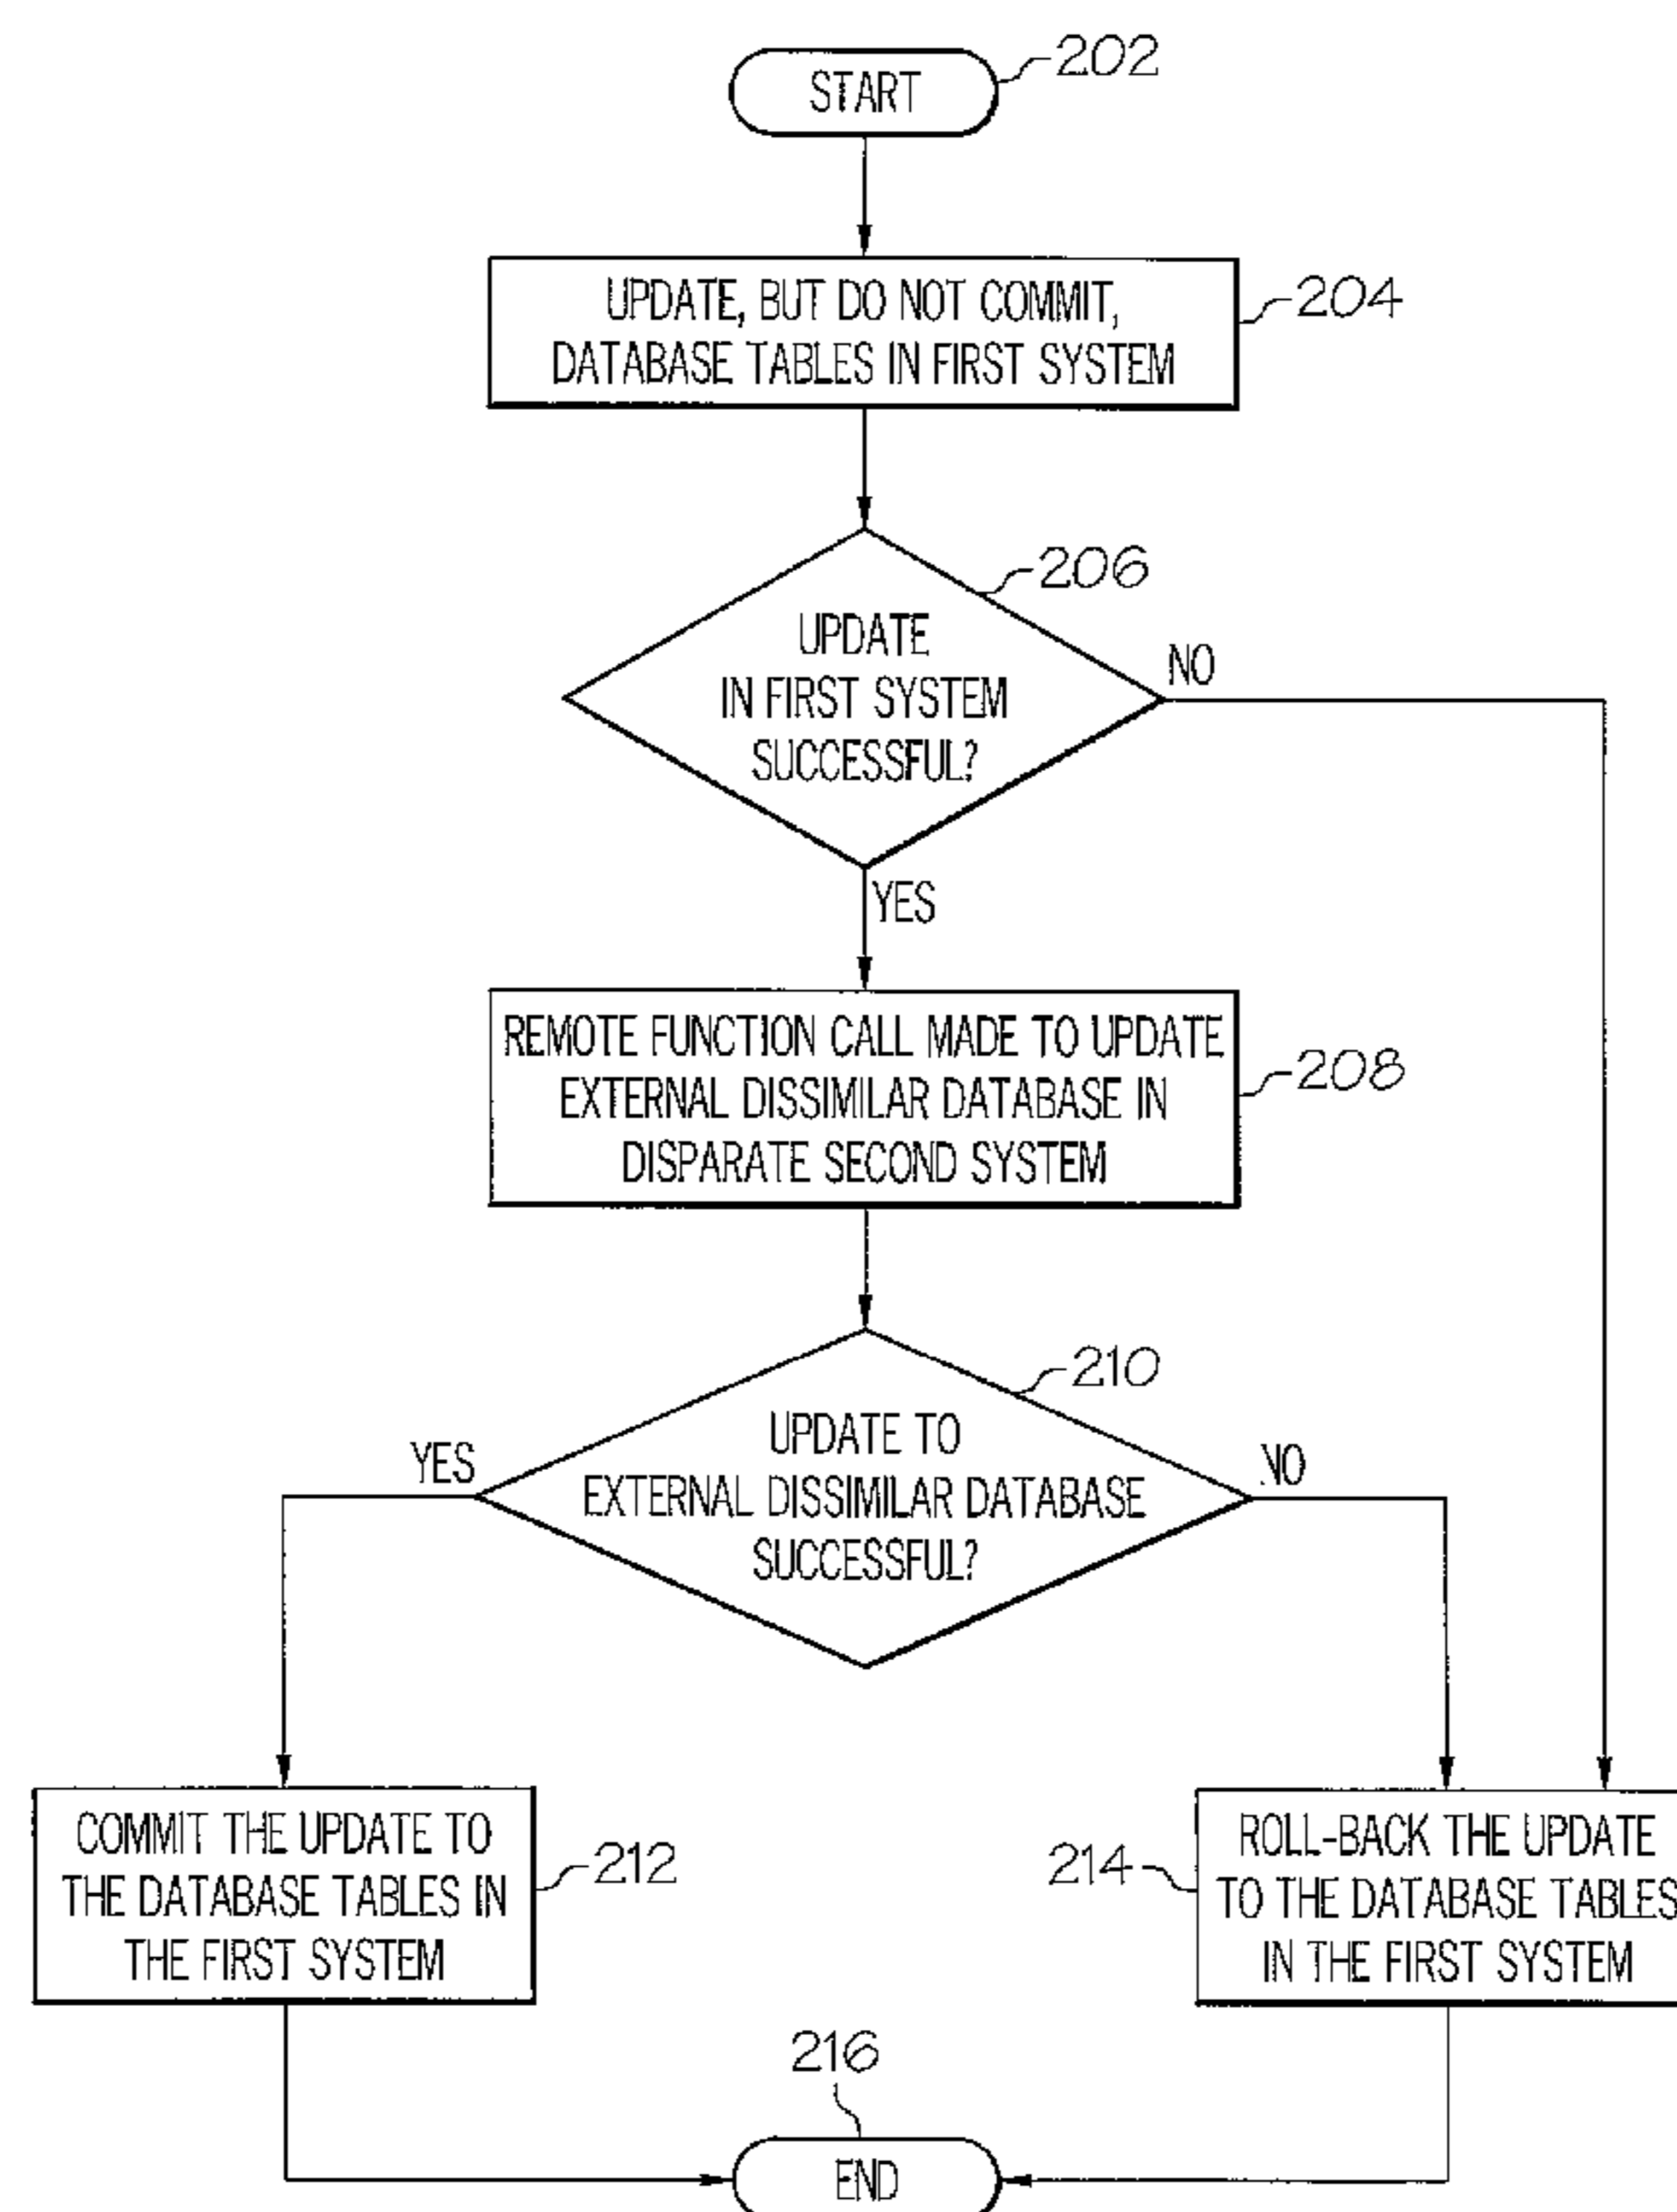 START
202
UPDATE, BUT DO NOT COMMIT,
DATABASE TABLES IN FIRST SYSTEM
204
206
UPDATE
IN FIRST SYSTEM
SUCCESSFUL?
NO
YES
REMOTE FUNCTION CALL MADE TO UPDATE
EXTERNAL DISSIMILAR DATABASE IN
DISPARATE SECOND SYSTEM
208
210
UPDATE TO
EXTERNAL DISSIMILAR DATABASE
SUCCESSFUL?
YES
NO
COMMIT THE UPDATE TO
THE DATABASE TABLES IN
THE FIRST SYSTEM
212
214
ROLL-BACK THE UPDATE
TO THE DATABASE TABLES
IN THE FIRST SYSTEM
216
END